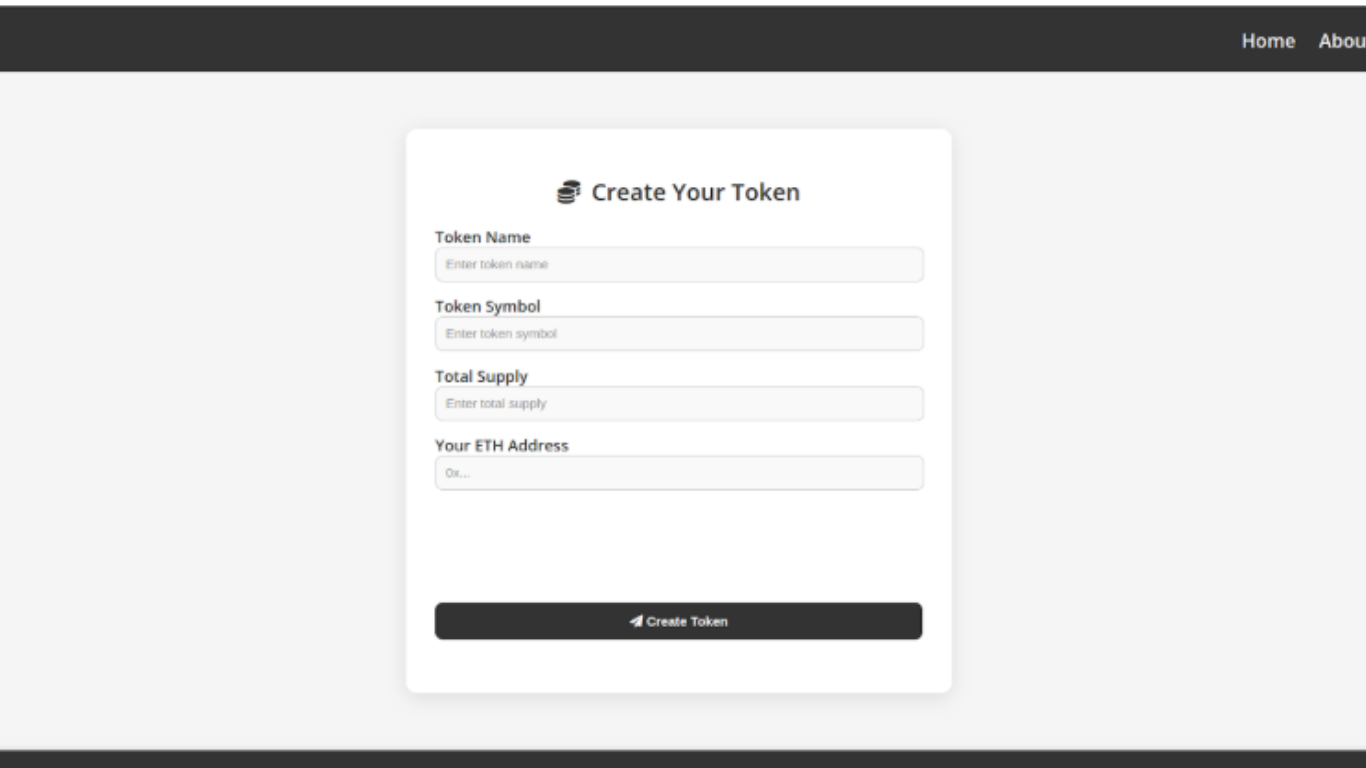 Home Abou
Create Your Token
Token Name
Enter token name
Token Symbol
Enter token symbol
Total Supply
Enter total supply
Your ETH Address
0x...
Create Token